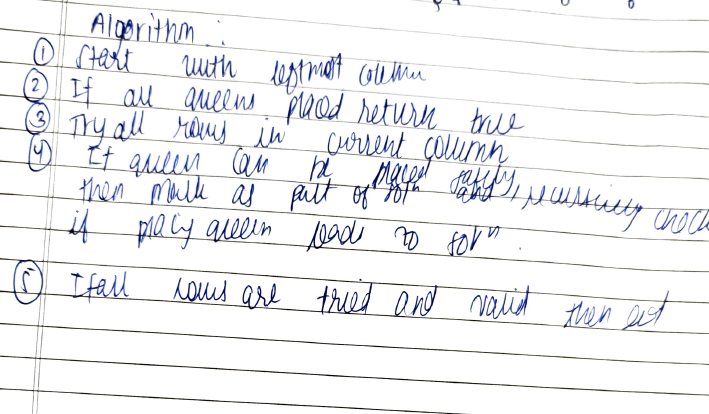 Algorithm :
① Start with leftmost column
② If all queens placed return true
③ Try all rows in current column
④ If queen can be placed safely,
then mark as part of soln and recursively check
if placy queen leads to soln.
⑤ If all rows are tried and valid then exit